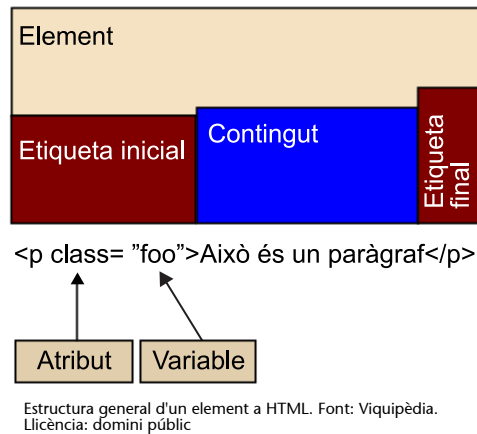 Element
Etiqueta inicial
Contingut
Etiqueta
final
<p class= ”foo”>Això és un paràgraf</p>
Atribut
Variable
Estructura general d'un element a HTML. Font: Viquipèdia.
Llicència: domini públic